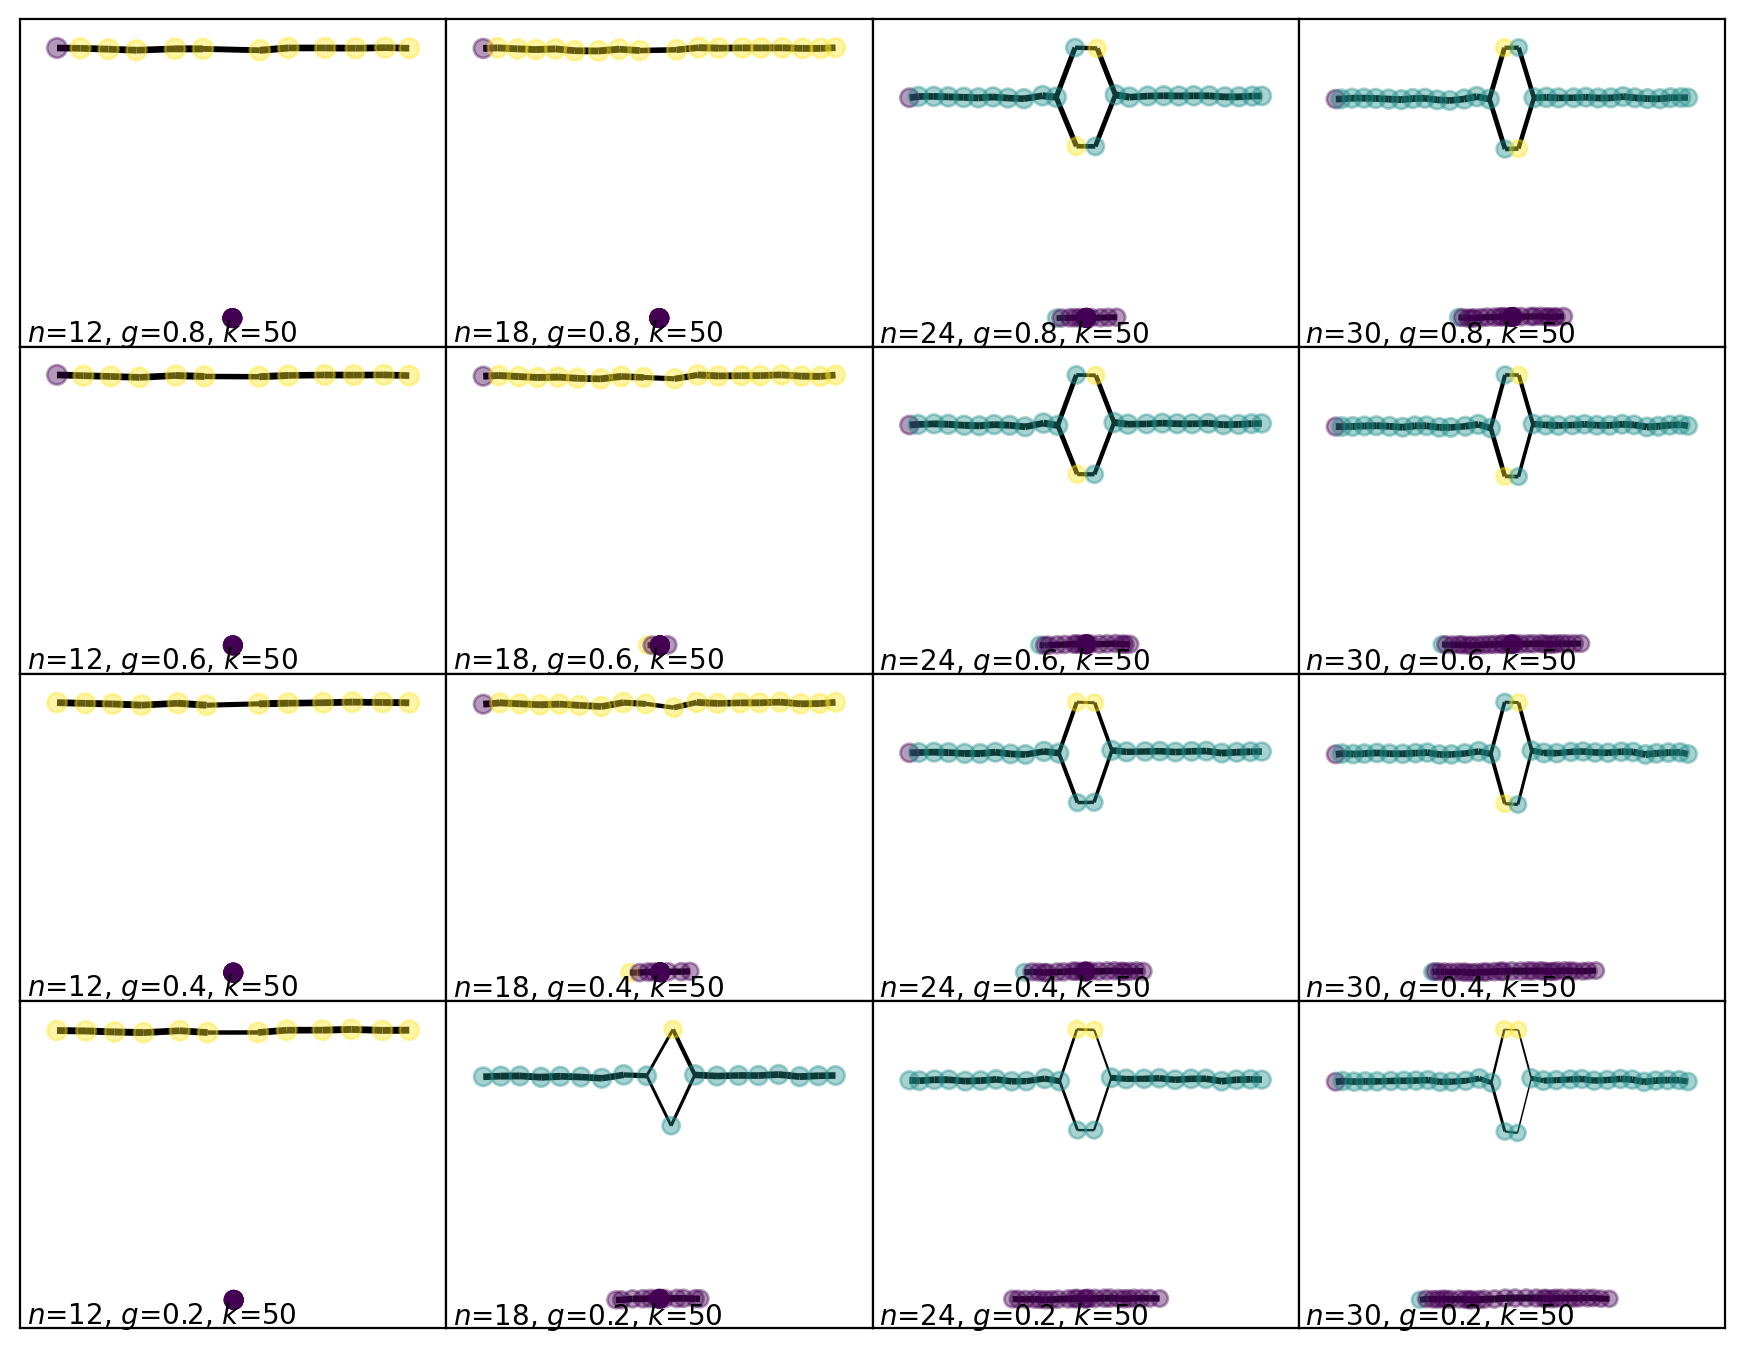 n=12, g=0.8, k=50
n=18, g=0.8, k=50
n=24, g=0.8, k=50
n=30, g=0.8, k=50
n=12, g=0.6, k=50
n=18, g=0.6, k=50
n=24, g=0.6, k=50
n=30, g=0.6, k=50
n=12, g=0.4, k=50
n=18, g=0.4, k=50
n=24, g=0.4, k=50
n=30, g=0.4, k=50
n=12, g=0.2, k=50
n=18, g=0.2, k=50
n=24, g=0.2, k=50
n=30, g=0.2, k=50